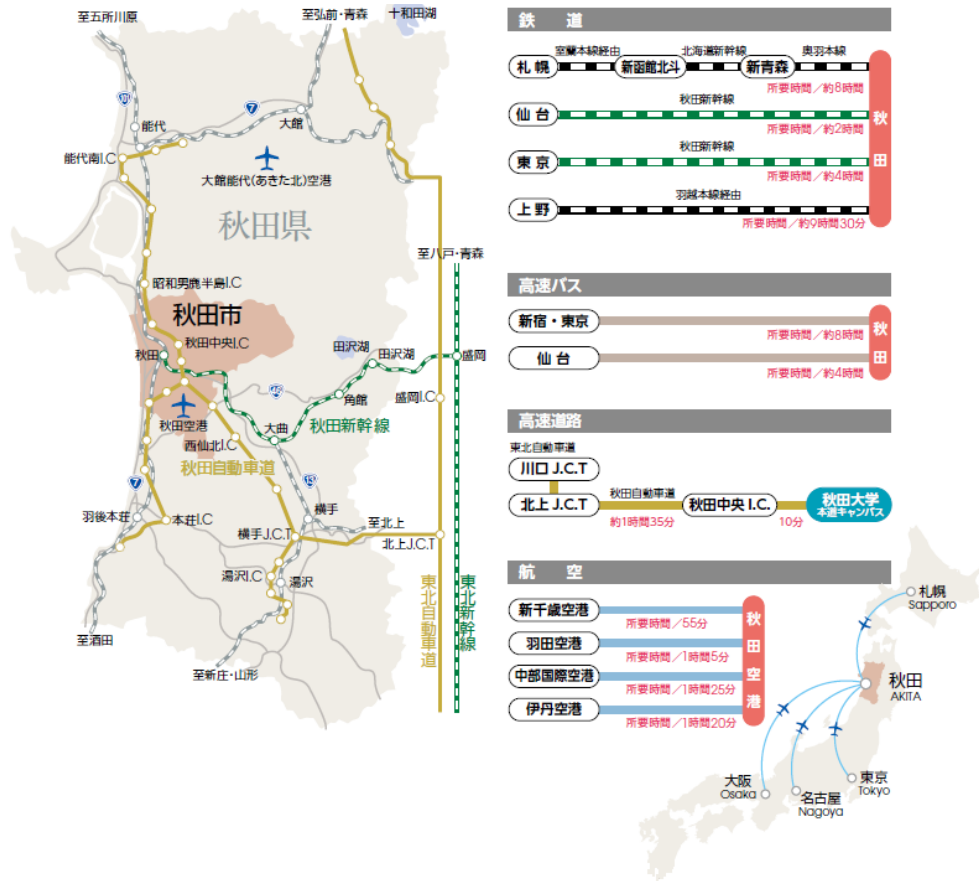 至五所川原
至弘前・青森
十和田湖
101
7
能代
大館
能代南I.C
大館能代(あきた北)空港
秋田県
至八戸・青森
昭和男鹿半島I.C
秋田市
秋田中央I.C
秋田
田沢湖
田沢湖
盛岡
46
盛岡I.C
角館
秋田空港
大曲
秋田新幹線
西仙北I.C
秋田自動車道
7
13
羽後本荘
本荘I.C
横手
至北上
横手J.C.T
北上J.C.T
湯沢I.C
湯沢
東北自動車道
東北新幹線
至酒田
至新庄・山形
鉄 道
室蘭本線経由 北海道新幹線 奥羽本線
札幌 新函館北斗 新青森
所要時間/約8時間
秋田新幹線
仙台
所要時間/約2時間
秋田新幹線
東京
所要時間/約4時間
羽越本線経由
上野
所要時間/約9時間30分
秋田
高速バス
新宿・東京
所要時間/約8時間
仙台
所要時間/約4時間
秋田
高速道路
東北自動車道
川口 J.C.T
北上 J.C.T
秋田自動車道
約1時間35分
秋田中央 I.C.
10分
秋田大学
本道キャンパス
航 空
新千歳空港
所要時間/55分
羽田空港
所要時間/1時間5分
中部国際空港
所要時間/1時間25分
伊丹空港
所要時間/1時間20分
秋田空港
札幌
Sapporo
秋田
AKITA
大阪
Osaka
名古屋
Nagoya
東京
Tokyo